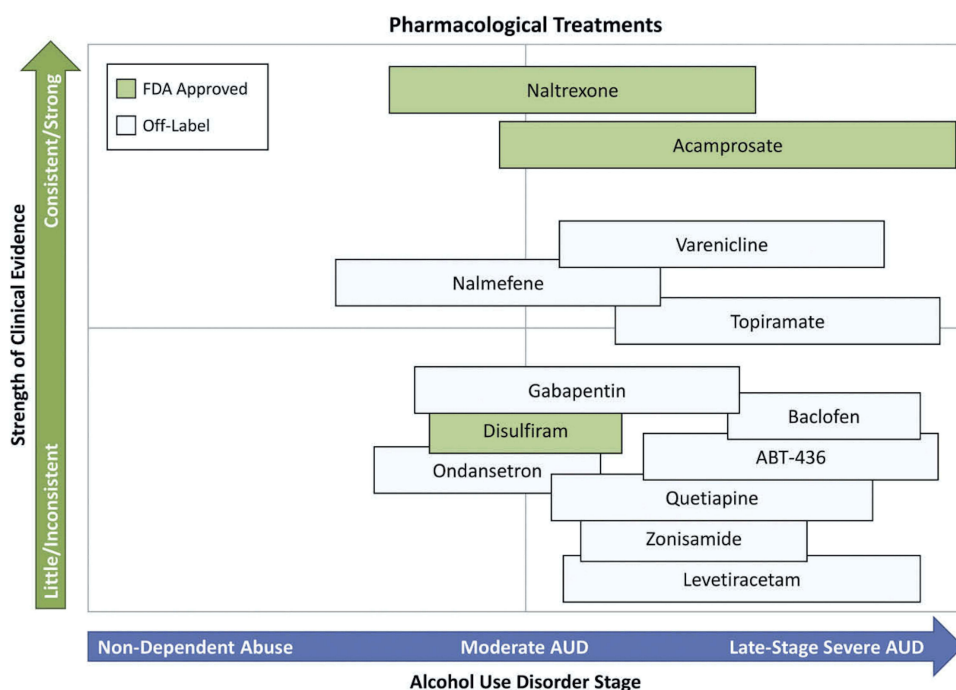 Pharmacological Treatments
FDA Approved
Off-Label
Naltrexone
Acamprosate
Varenicline
Nalmefene
Topiramate
Gabapentin
Baclofen
Disulfiram
ABT-436
Ondansetron
Quetiapine
Zonisamide
Levetiracetam
Strength of Clinical Evidence
Consistent/Strong
Little/Inconsistent
Non-Dependent Abuse
Moderate AUD
Late-Stage Severe AUD
Alcohol Use Disorder Stage